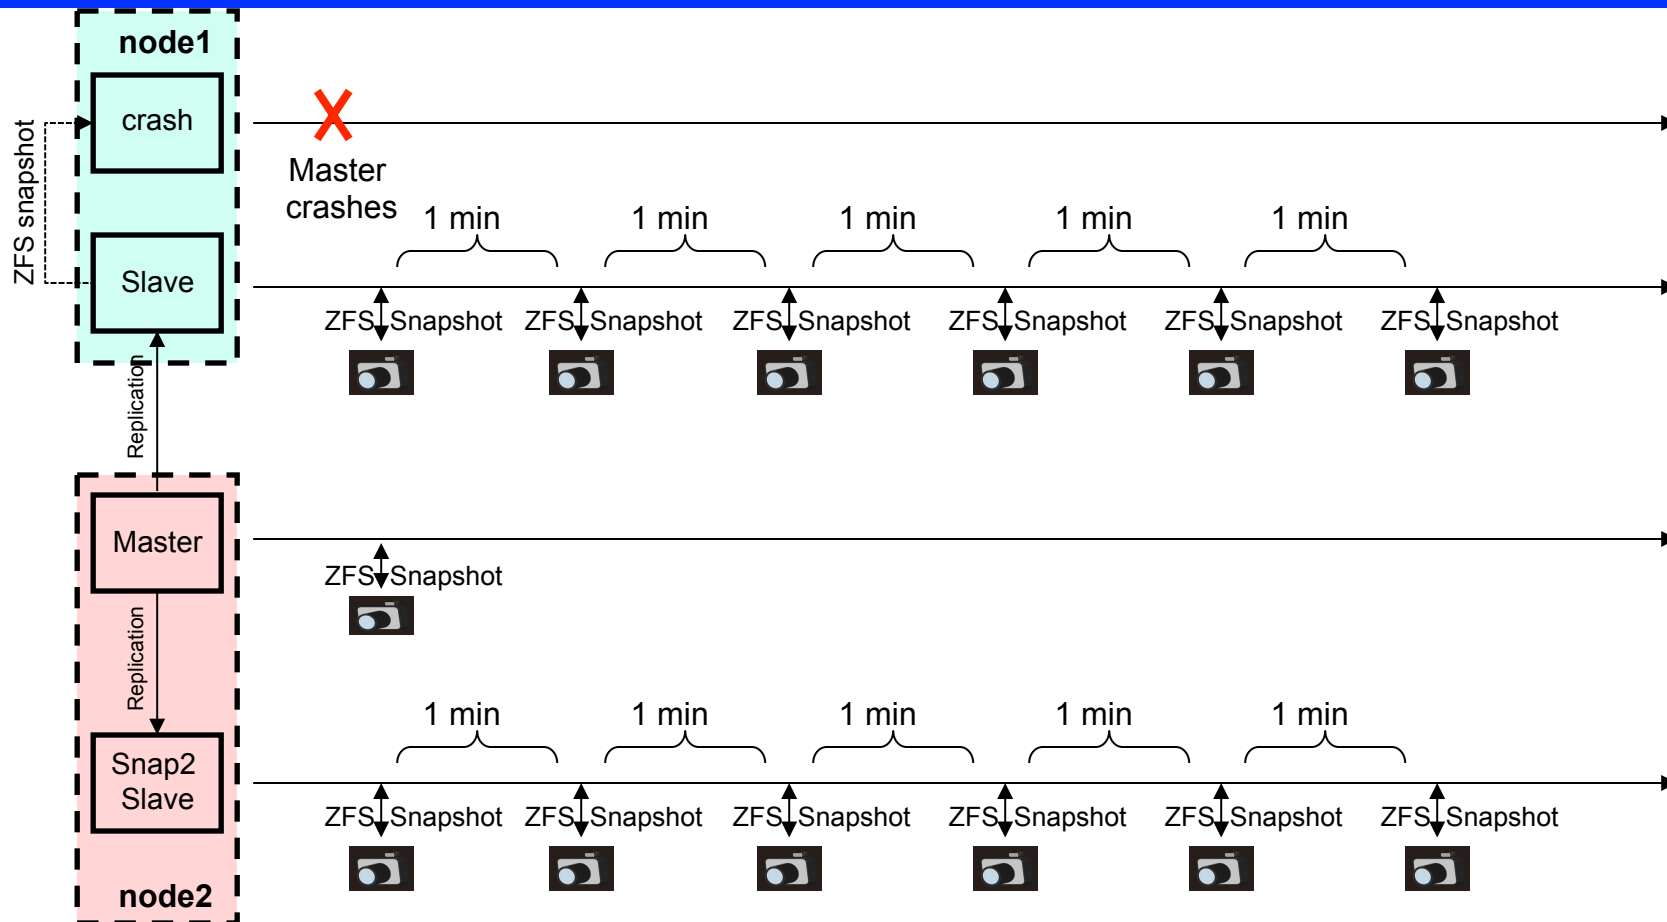 node1
crash
ZFS snapshot
Master
crashes
1 min 1 min 1 min 1 min 1 min
Slave
ZFS Snapshot ZFS Snapshot ZFS Snapshot ZFS Snapshot ZFS Snapshot ZFS Snapshot
Replication
Master
ZFS Snapshot
Replication
1 min 1 min 1 min 1 min 1 min
Snap2
Slave
ZFS Snapshot ZFS Snapshot ZFS Snapshot ZFS Snapshot ZFS Snapshot ZFS Snapshot
node2